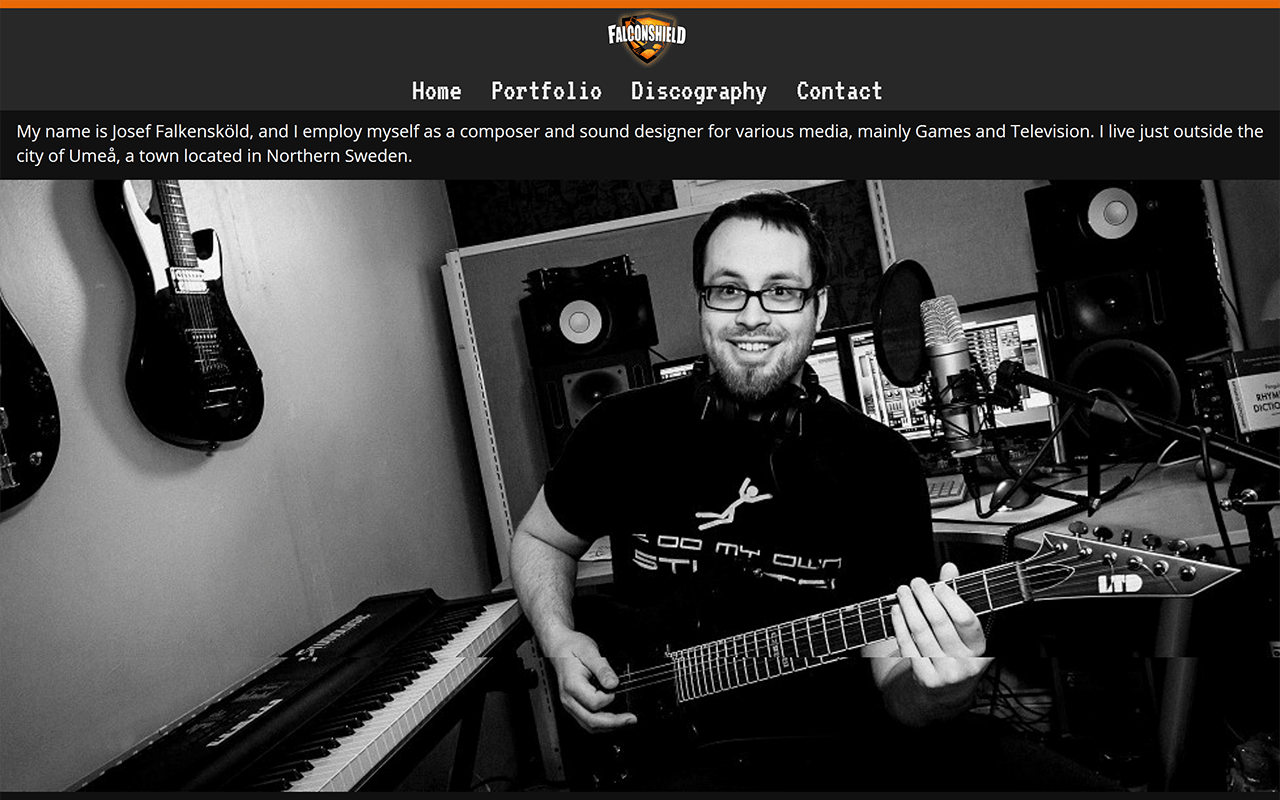 FALCONSHIELD
Home Portfolio Discography Contact
My name is Josef Falkensköld, and I employ myself as a composer and sound designer for various media, mainly Games and Television. I live just outside the
city of Umeå, a town located in Northern Sweden.
RHYM
DICTIO
DO MY OWN
LTD